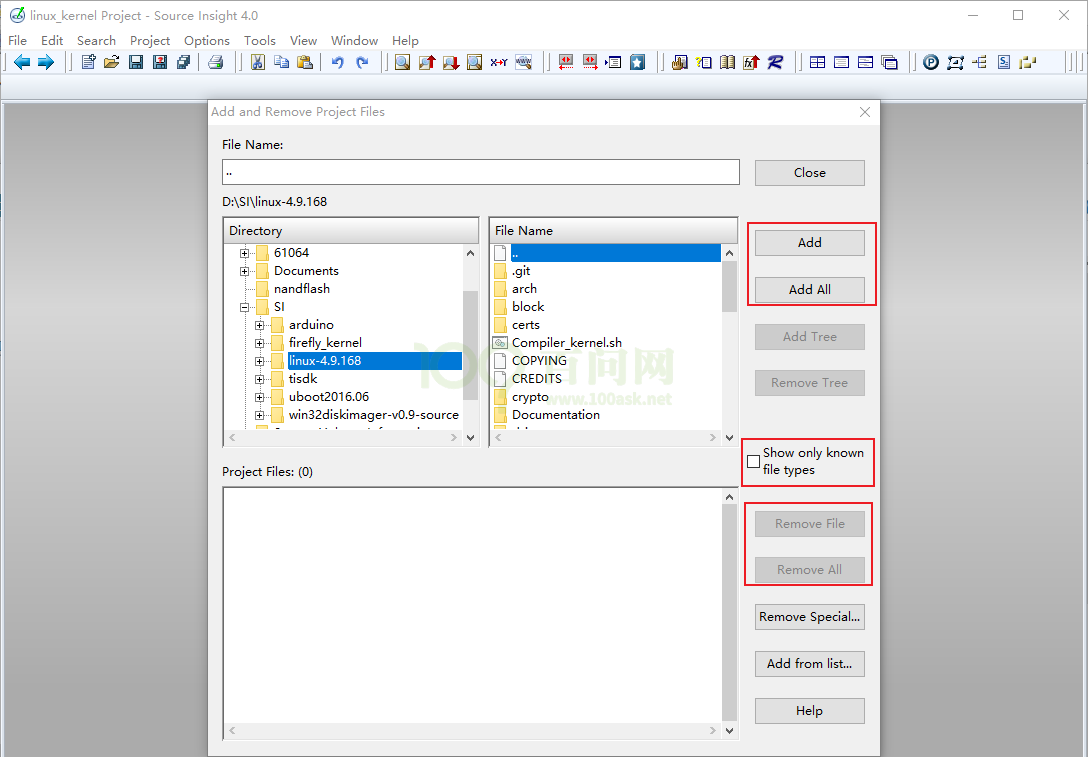 linux_kernel Project - Source Insight 4.0
File Edit Search Project Options Tools View Window Help
Add and Remove Project Files
File Name:
..
Close
D:\SI\linux-4.9.168
Directory
61064
Documents
nandflash
SI
arduino
firefly_kernel
linux-4.9.168
tisdk
uboot2016.06
win32diskimager-v0.9-source
File Name
..
.git
arch
block
certs
Compiler_kernel.sh
COPYING
CREDITS
crypto
Documentation
100 百问网
www.100ask.net
Add
Add All
Add Tree
Remove Tree
Show only known
file types
Project Files: (0)
Remove File
Remove All
Remove Special...
Add from list...
Help